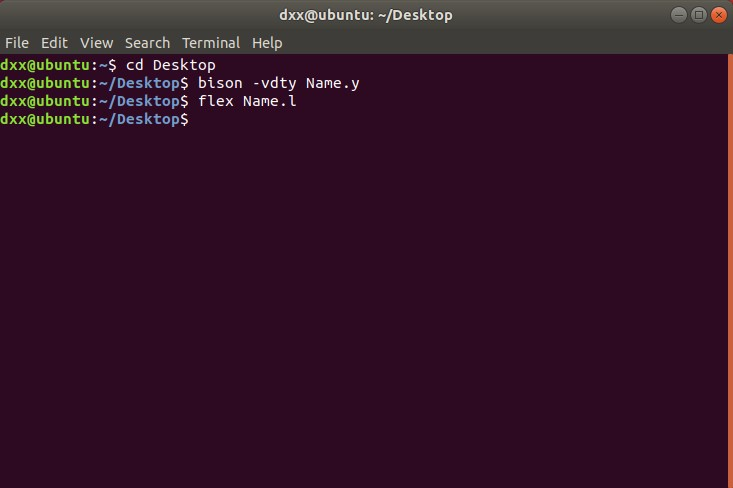 dxx@ubuntu: ~/Desktop
File Edit View Search Terminal Help
dxx@ubuntu:~$ cd Desktop
dxx@ubuntu:~/Desktop$ bison -vdty Name.y
dxx@ubuntu:~/Desktop$ flex Name.l
dxx@ubuntu:~/Desktop$